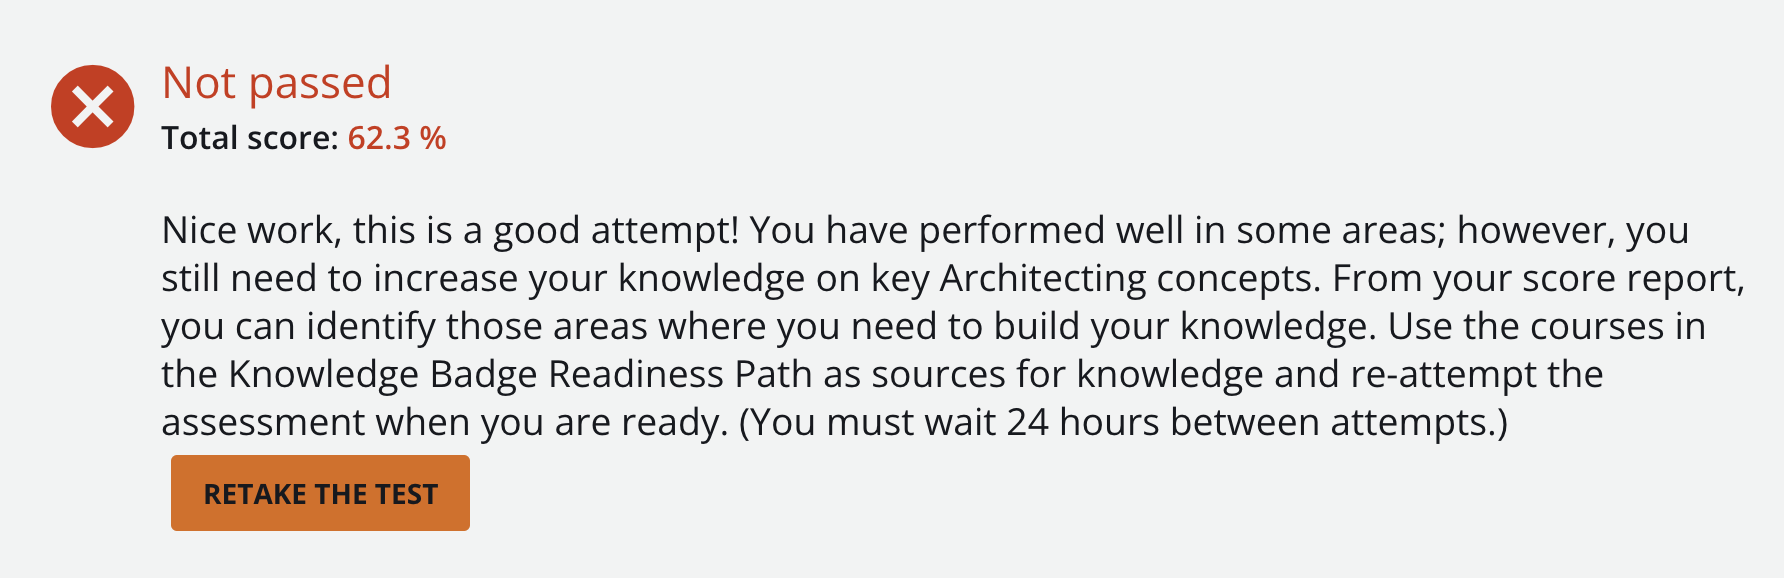 Not passed
Total score: 62.3 %
Nice work, this is a good attempt! You have performed well in some areas; however, you
still need to increase your knowledge on key Architecting concepts. From your score report,
you can identify those areas where you need to build your knowledge. Use the courses in
the Knowledge Badge Readiness Path as sources for knowledge and re-attempt the
assessment when you are ready. (You must wait 24 hours between attempts.)
RETAKE THE TEST